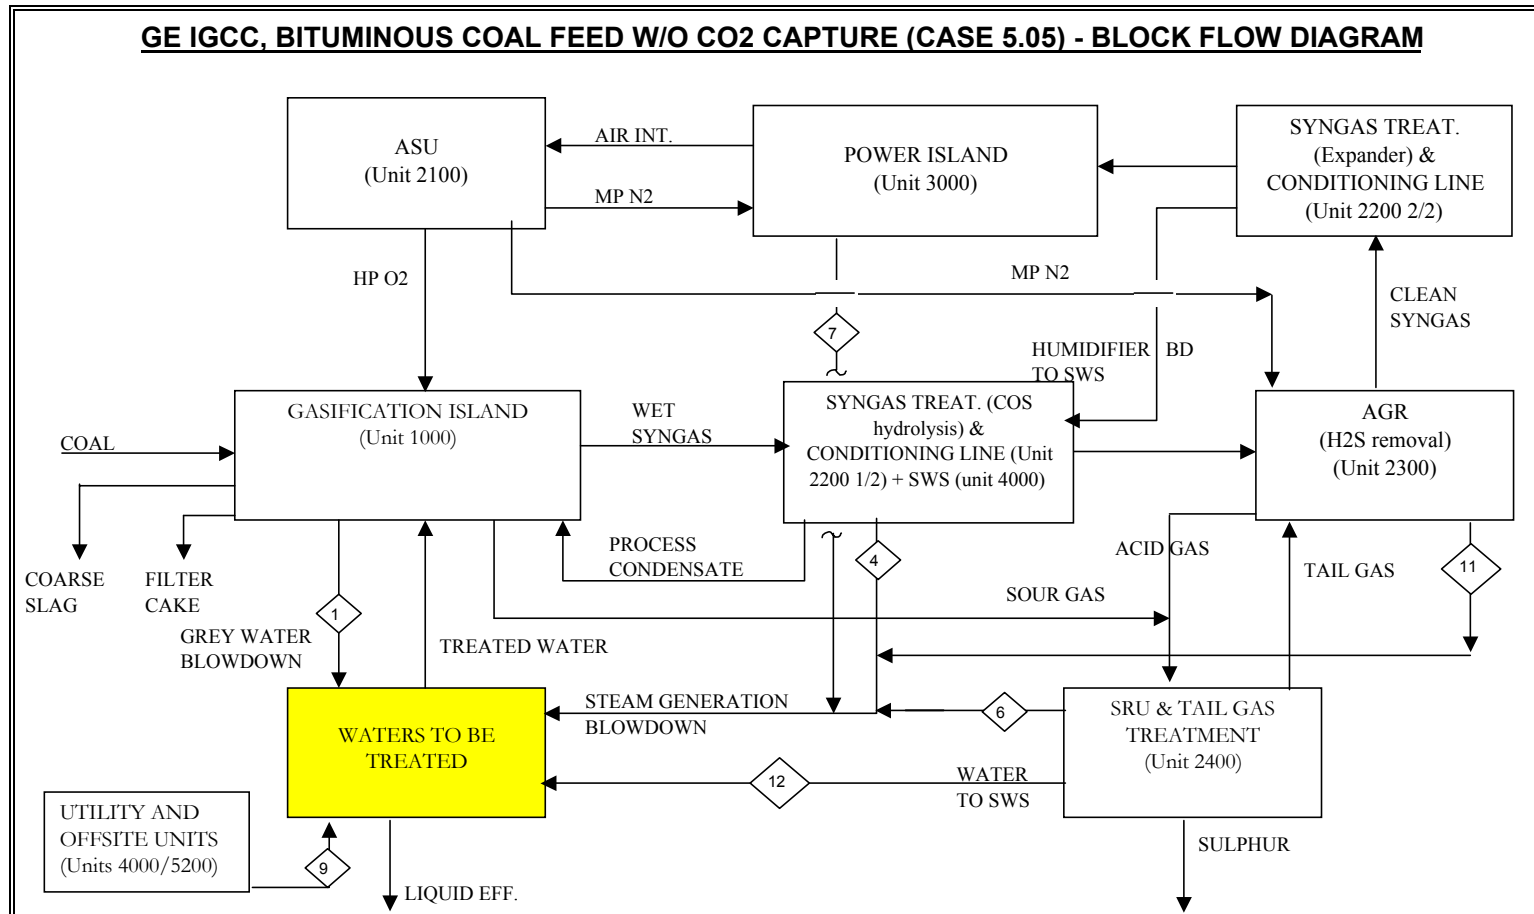 GE IGCC, BITUMINOUS COAL FEED W/O CO2 CAPTURE (CASE 5.05) - BLOCK FLOW DIAGRAM
ASU
(Unit 2100)
AIR INT.
MP N2
POWER ISLAND
(Unit 3000)
SYNGAS TREAT.
(Expander) &
CONDITIONING LINE
(Unit 2200 2/2)
HP O2
MP N2
CLEAN
SYNGAS
7
HUMIDIFIER BD
TO SWS
COAL
GASIFICATION ISLAND
(Unit 1000)
WET
SYNGAS
SYNGAS TREAT. (COS
hydrolysis) &
CONDITIONING LINE (Unit
2200 1/2) + SWS (unit 4000)
AGR
(H2S removal)
(Unit 2300)
COARSE
SLAG
FILTER
CAKE
PROCESS
CONDENSATE
4
ACID GAS
TAIL GAS
11
1
SOUR GAS
GREY WATER
BLOWDOWN
TREATED WATER
WATERS TO BE
TREATED
STEAM GENERATION
BLOWDOWN
6
SRU & TAIL GAS
TREATMENT
(Unit 2400)
12
WATER
TO SWS
UTILITY AND
OFFSITE UNITS
(Units 4000/5200)
9
LIQUID EFF.
SULPHUR